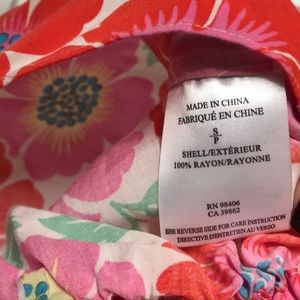 MADE IN CHINA
FABRIQUÉ EN CHINE
S
P
SHELL/EXTÉRIEUR
100% RAYON/RAYONNE
RN 98406
CA 39862
SEE REVERSE SIDE FOR CARE INSTRUCTION
DIRECTIVE D'ENTRETIEN AU VERSO